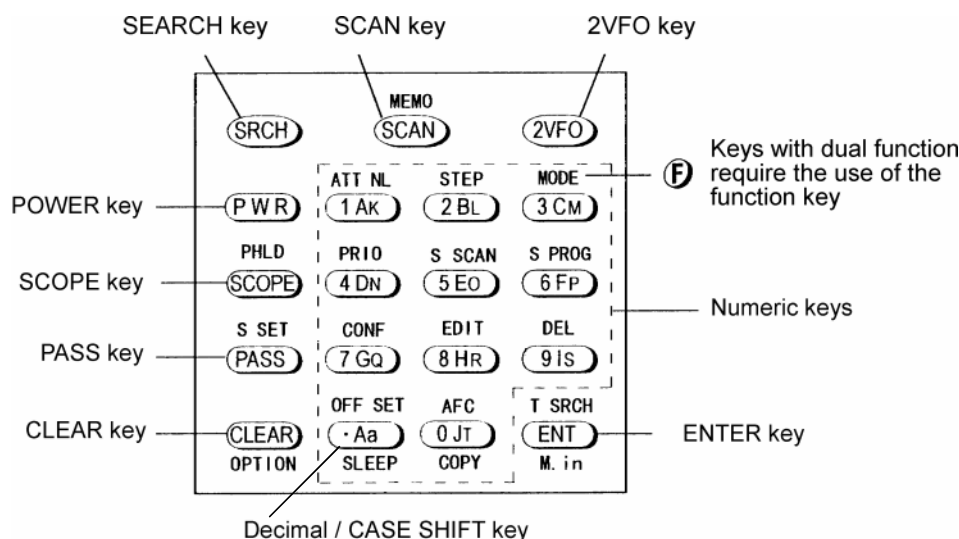 SEARCH key SCAN key 2VFO key
MEMO
SRCH SCAN 2VFO
F Keys with dual function
require the use of the
function key
ATT NL STEP MODE
POWER key PWR 1 AK 2 BL 3 CM
PHLD PRIO S SCAN S PROG
SCOPE key SCOPE 4 DN 5 EO 6 FP
Numeric keys
S SET CONF EDIT DEL
PASS key PASS 7 GQ 8 HR 9 IS
OFF SET AFC T SRCH
CLEAR key CLEAR · Aa 0 JT ENT ENTER key
OPTION SLEEP COPY M. in
Decimal / CASE SHIFT key